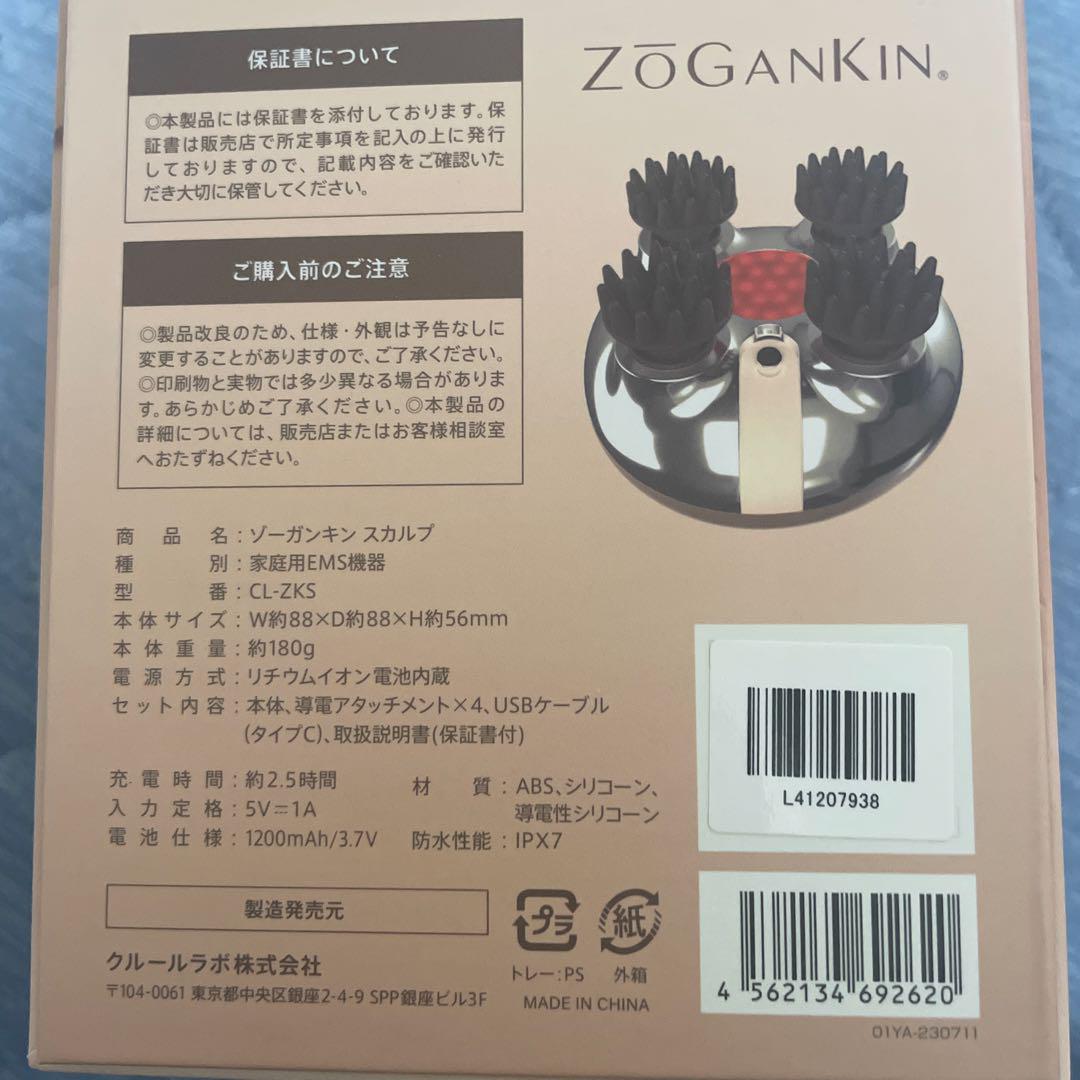 保証書について
◎本製品には保証書を添付しております。保
証書は販売店で所定事項を記入の上に発行
しておりますので、記載内容をご確認いた
だき大切に保管してください。
ZōGANKIN®
ご購入前のご注意
◎製品改良のため、仕様・外観は予告なしに
変更することがありますので、ご了承ください。
◎印刷物と実物では多少異なる場合がありま
す。あらかじめご了承ください。◎本製品の
詳細については、販売店またはお客様相談室
へおたずねください。
商品名:ゾーガンキン スカルプ
種別:家庭用EMS機器
型番:CL-ZKS
本体サイズ:W約88×D約88×H約56mm
本体重量:約180g
電源方式:リチウムイオン電池内蔵
セット内容:本体、導電アタッチメント×4、USBケーブル
(タイプC)、取扱説明書(保証書付)
充電時間:約2.5時間
入力定格:5V⎓1A
電池仕様:1200mAh/3.7V
材質:ABS、シリコーン、
導電性シリコーン
防水性能:IPX7
L41207938
製造発売元
クルールラボ株式会社
〒104-0061 東京都中央区銀座2-4-9 SPP銀座ビル3F
プラ
紙
トレー:PS 外箱
MADE IN CHINA
4 562134 692620
01YA-230711